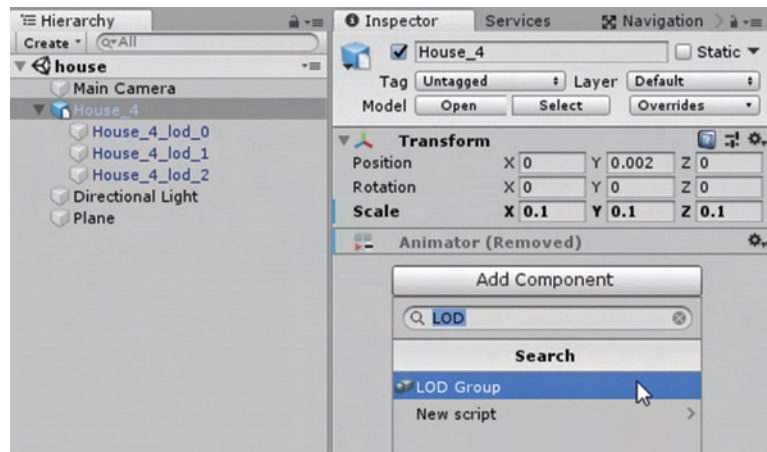 Hierarchy
Create
All
house
Main Camera
House_4
House_4_lod_0
House_4_lod_1
House_4_lod_2
Directional Light
Plane
Inspector Services Navigation
House_4 Static
Tag Untagged Layer Default
Model Open Select Overrides
Transform
Position X 0 Y 0.002 Z 0
Rotation X 0 Y 0 Z 0
Scale X 0.1 Y 0.1 Z 0.1
Animator (Removed)
Add Component
LOD
Search
LOD Group
New script